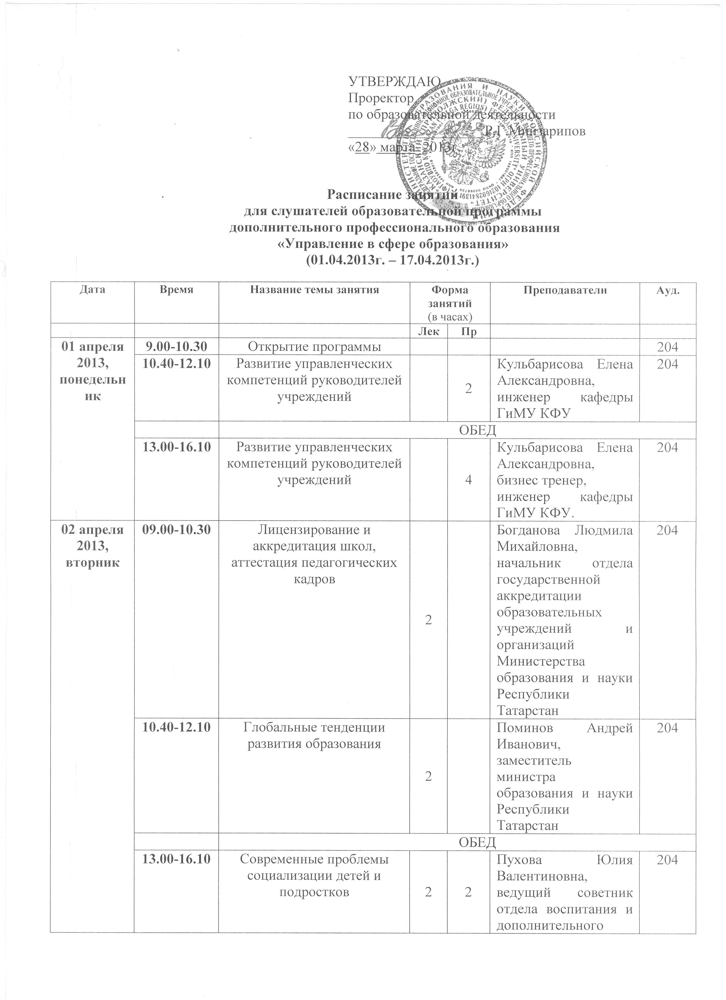 УТВЕРЖДАЮ
Проректор
по образовательной деятельности
Р.Г. Минзарипов
«28» марта 2013г.
Расписание занятий
для слушателей образовательной программы
дополнительного профессионального образования
«Управление в сфере образования»
(01.04.2013г. – 17.04.2013г.)
Дата Время Название темы занятия Форма Преподаватели Ауд.
занятий
(в часах)
Лек Пр
01 апреля
2013,
понедельн
ик
9.00-10.30 Открытие программы 204
10.40-12.10
Развитие управленческих
компетенций руководителей
учреждений
2
Кульбарисова Елена
Александровна,
инженер кафедры
ГиМУ КФУ
204
ОБЕД
13.00-16.10
Развитие управленческих
компетенций руководителей
учреждений
4
Кульбарисова Елена
Александровна,
бизнес тренер,
инженер кафедры
ГиМУ КФУ.
204
02 апреля
2013,
вторник
09.00-10.30
Лицензирование и
аккредитация школ,
аттестация педагогических
кадров
2
Богданова Людмила
Михайловна,
начальник отдела
государственной
аккредитации
образовательных
учреждений и
организаций
Министерства
образования и науки
Республики
Татарстан
204
10.40-12.10
Глобальные тенденции
развития образования
2
Поминов Андрей
Иванович,
заместитель
министра
образования и науки
Республики
Татарстан
204
ОБЕД
13.00-16.10
Современные проблемы
социализации детей и
подростков
2
2
Пухова Юлия
Валентиновна,
ведущий советник
отдела воспитания и
дополнительного
204